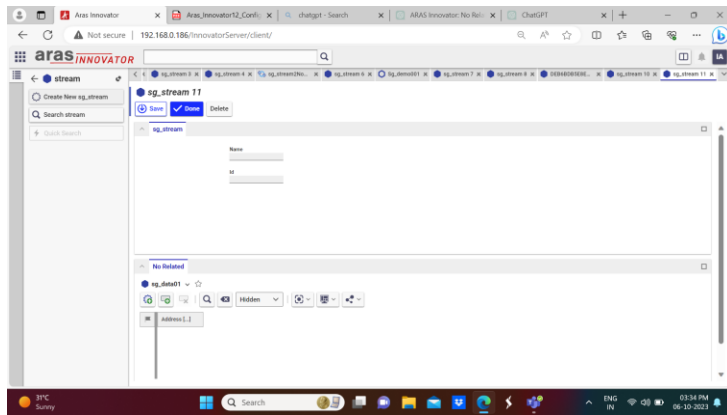 Aras Innovator
Aras_Innovator12_Config
chatgpt - Search
ARAS Innovator: No Rela
ChatGPT
Not secure
192.168.0.186/InnovatorServer/client/
aras INNOVATOR
IA
stream
sg_stream 3
sg_stream 4
sg_stream2No...
sg_stream 6
Sg_demo001
sg_stream 7
sg_stream 8
sg_stream 10
sg_stream 11
Create New sg_stream
Search stream
Quick Search
sg_stream 11
Save
Done
Delete
sg_stream
Name
Id
No Related
sg_data01
Hidden
Address [...]
31°C
Sunny
Search
ENG
IN
03:34 PM
06-10-2023